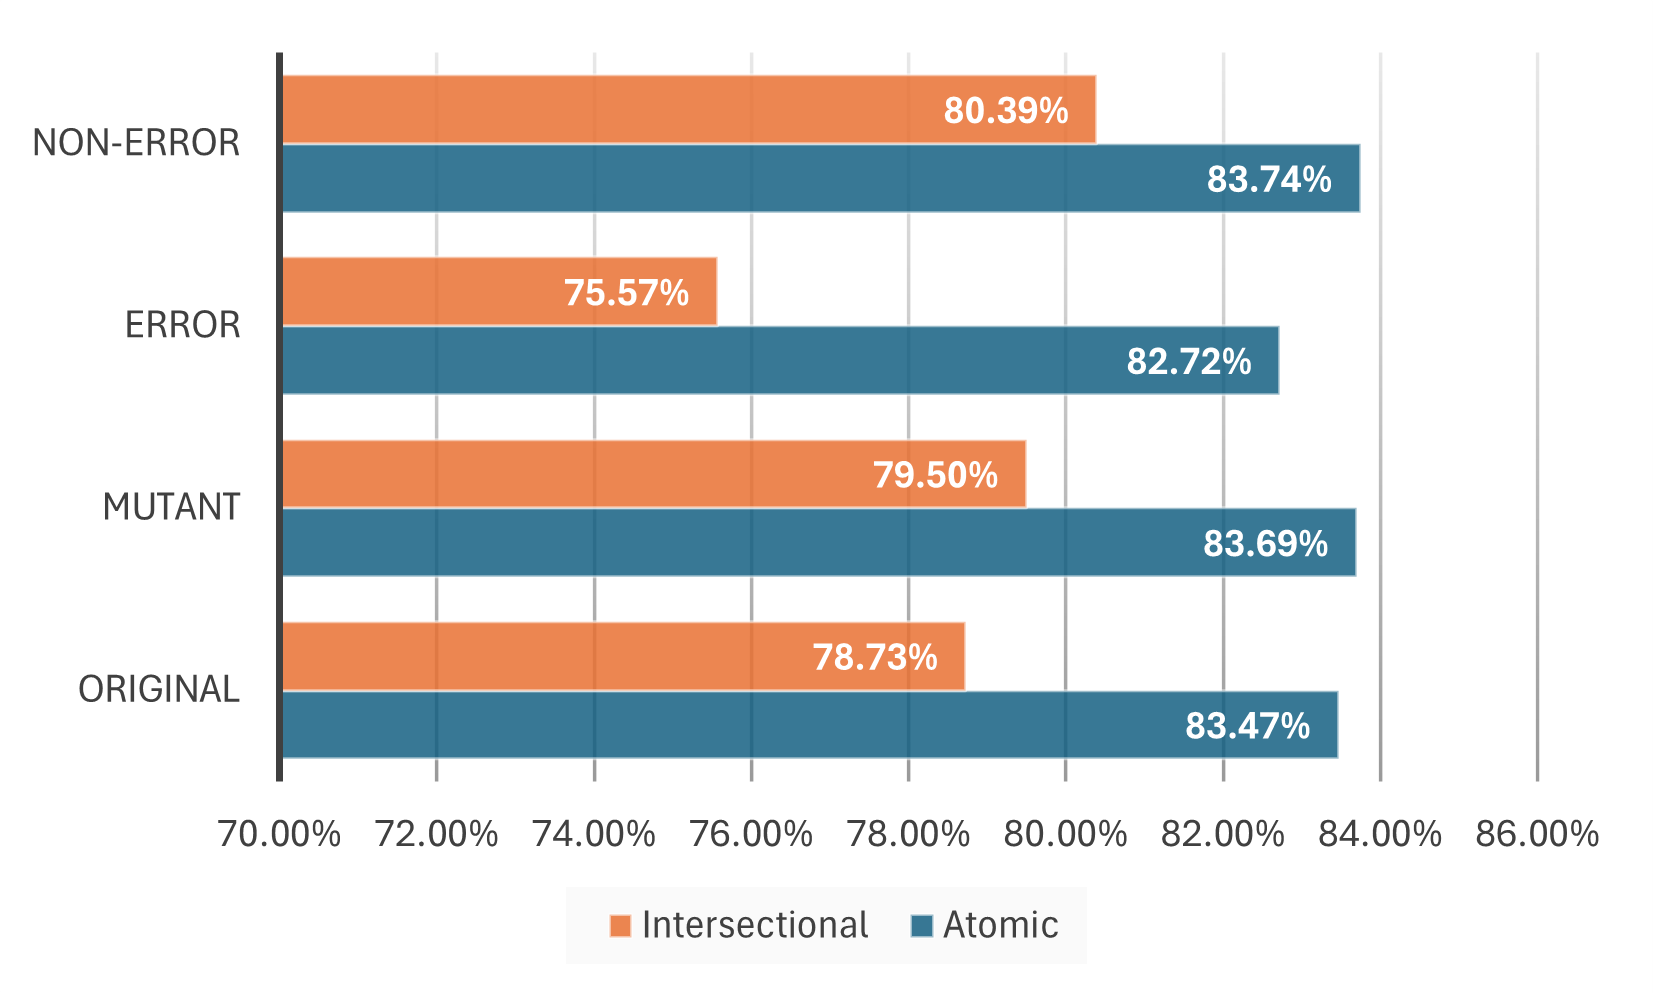 NON-ERROR
80.39%
83.74%
ERROR
75.57%
82.72%
MUTANT
79.50%
83.69%
ORIGINAL
78.73%
83.47%
70.00% 72.00% 74.00% 76.00% 78.00% 80.00% 82.00% 84.00% 86.00%
Intersectional Atomic